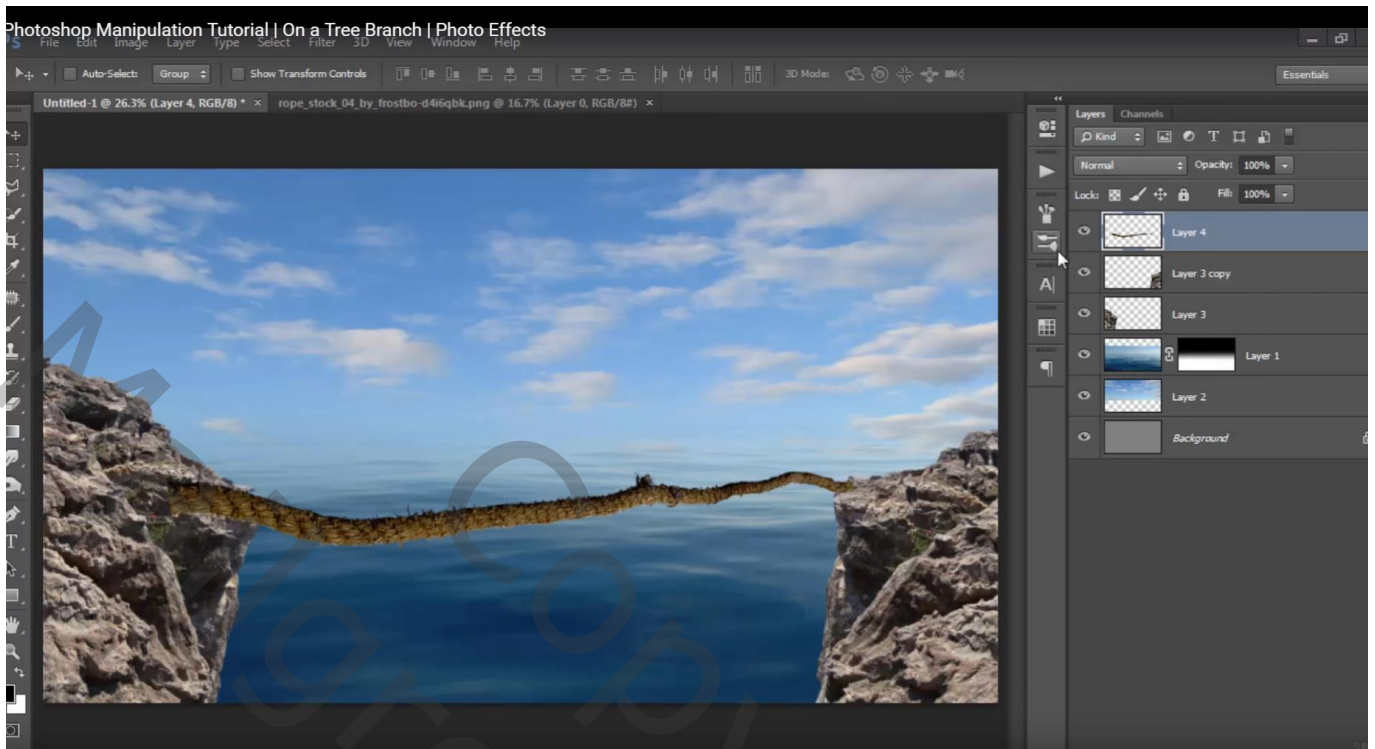 Photoshop Manipulation Tutorial | On a Tree Branch | Photo Effects
File Edit Image Layer Type Select Filter 3D View Window Help
Auto-Select: Group Show Transform Controls 3D Mode: Essentials
Untitled-1 @ 26.3% (Layer 4, RGB/8) * × rope_stock_04_by_frostbo-d4i6qbk.png @ 16.7% (Layer 0, RGB/8#) ×
Layers Channels
Kind
Normal Opacity: 100%
Lock: Fill: 100%
Layer 4
Layer 3 copy
Layer 3
Layer 1
Layer 2
Background